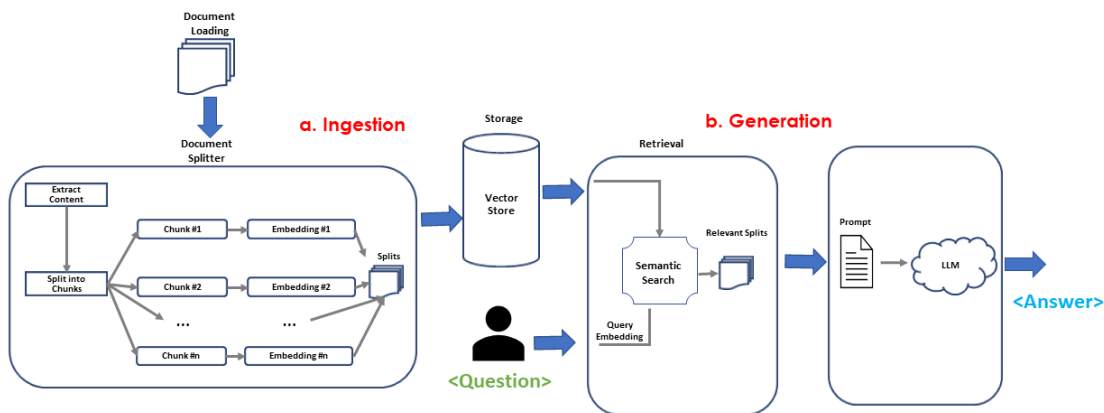 Document
Loading
a. Ingestion
Storage
b. Generation
Document
Splitter
Retrieval
Extract
Content
Vector
Store
Chunk #1
Embedding #1
Prompt
Relevant Splits
Splits
Split into
Chunks
Chunk #2
Embedding #2
Semantic
Search
LLM
...
...
Query
Embedding
<Answer>
Chunk #n
Embedding #n
<Question>